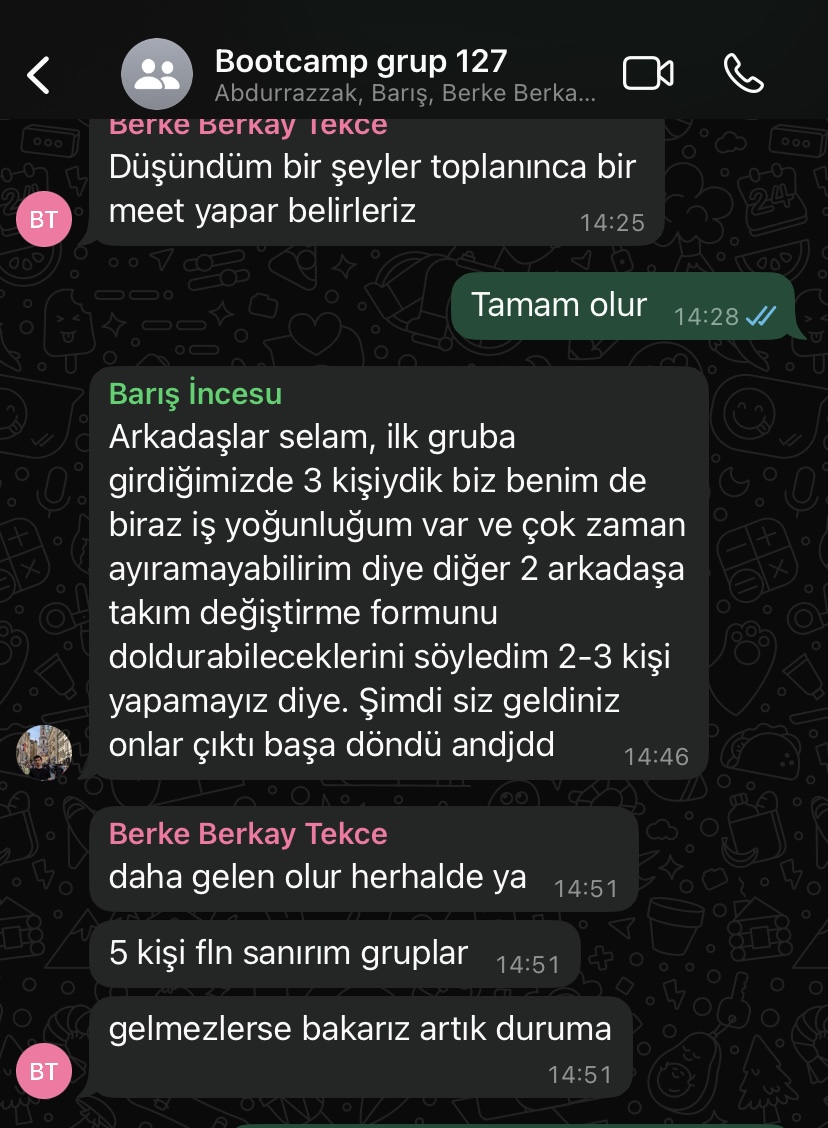 Bootcamp grup 127
Abdurrazzak, Barış, Berke Berka...
Berke Berkay Tekce
Düşündüm bir şeyler toplanınca bir
meet yapar belirleriz
14:25
BT
Tamam olur
14:28
Barış İncesu
Arkadaşlar selam, ilk gruba
girdiğimizde 3 kişiydik biz benim de
biraz iş yoğunluğum var ve çok zaman
ayıramayabilirim diye diğer 2 arkadaşa
takım değiştirme formunu
doldurabileceklerini söyledim 2-3 kişi
yapamayız diye. Şimdi siz geldiniz
onlar çıktı başa döndü andjdd
14:46
Berke Berkay Tekce
daha gelen olur herhalde ya
14:51
5 kişi fln sanırım gruplar
14:51
gelmezlerse bakarız artık duruma
14:51
BT